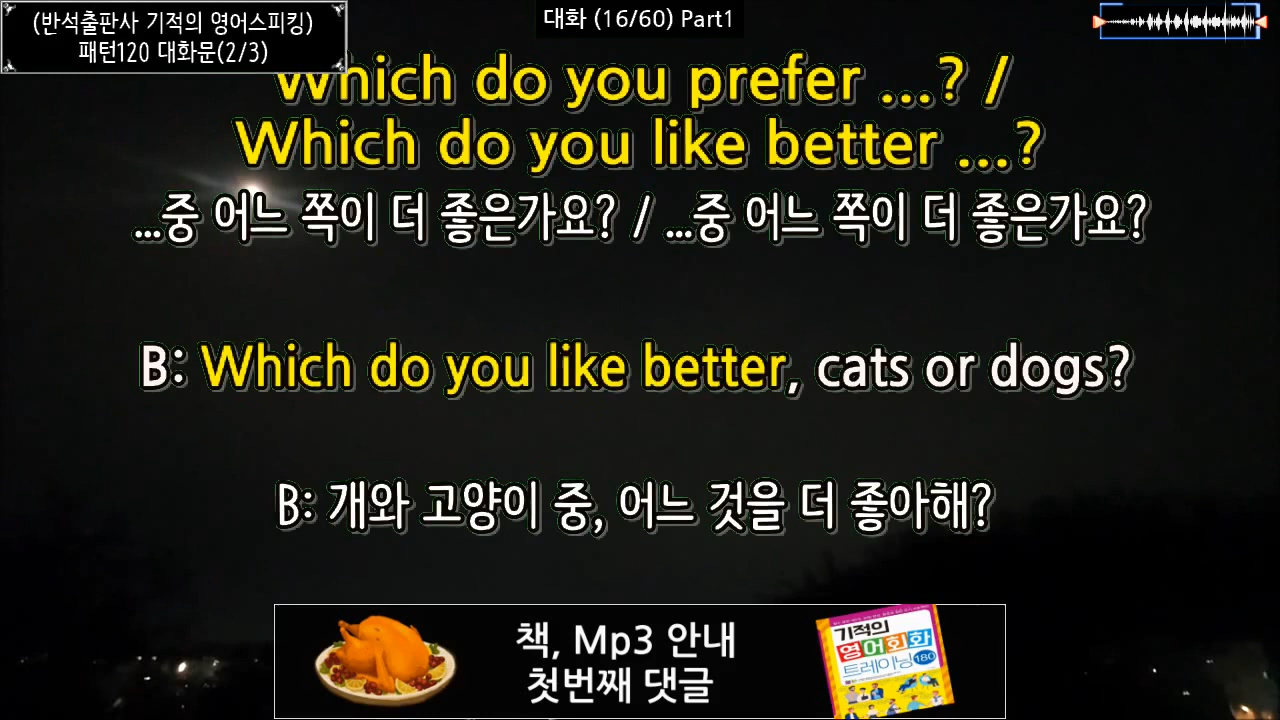 (반석출판사 기적의 영어스피킹)
패턴120 대화문(2/3)
대화 (16/60) Part1
Which do you prefer ...? /
Which do you like better ...?
...중 어느 쪽이 더 좋은가요? / ...중 어느 쪽이 더 좋은가요?
B: Which do you like better, cats or dogs?
B: 개와 고양이 중, 어느 것을 더 좋아해?
책, Mp3 안내
첫번째 댓글
기적의
영어회화
트레이닝 180